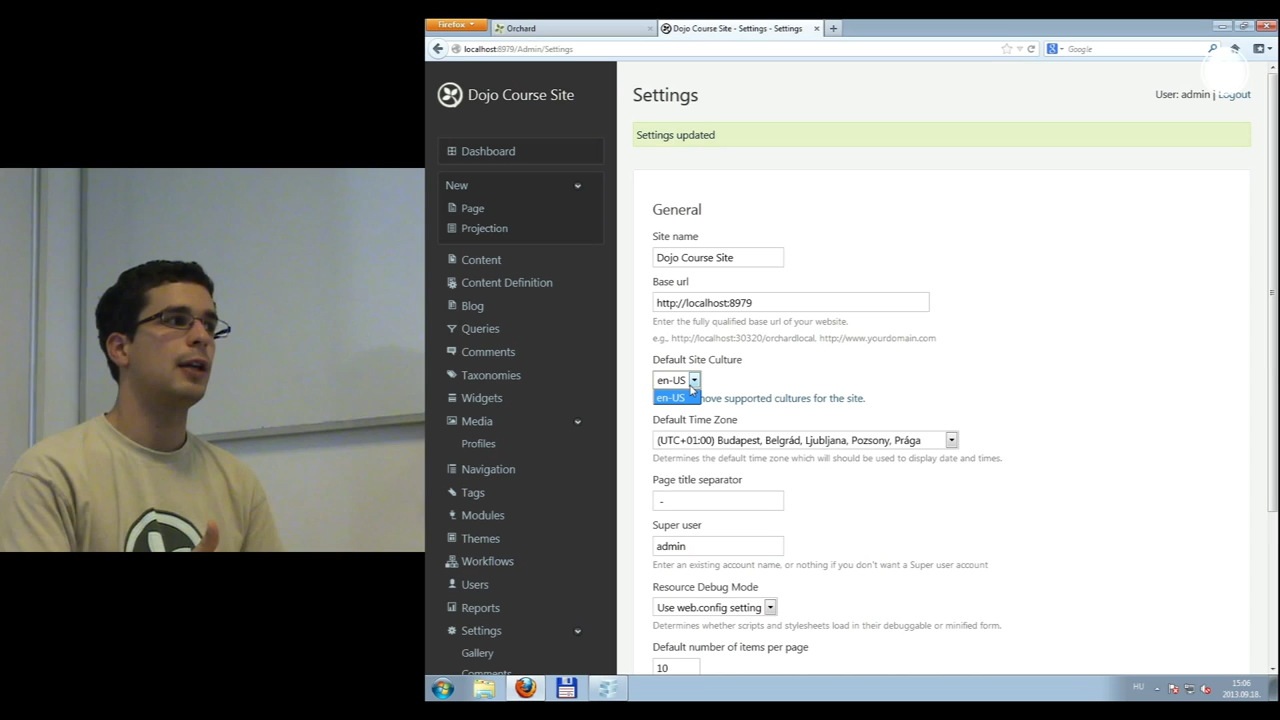 Firefox
Orchard
Dojo Course Site - Settings - Settings
localhost:8979/Admin/Settings
Google
Dojo Course Site
Dashboard
New
Page
Projection
Content
Content Definition
Blog
Queries
Comments
Taxonomies
Widgets
Media
Profiles
Navigation
Tags
Modules
Themes
Workflows
Users
Reports
Settings
Gallery
Comments
Settings
User: admin | Logout
Settings updated
General
Site name
Dojo Course Site
Base url
http://localhost:8979
Enter the fully qualified base url of your website.
e.g., http://localhost:30320/orchardlocal, http://www.yourdomain.com
Default Site Culture
en-US
en-US
move supported cultures for the site.
Default Time Zone
(UTC+01:00) Budapest, Belgrád, Ljubljana, Pozsony, Prága
Determines the default time zone which will should be used to display date and times.
Page title separator
-
Super user
admin
Enter an existing account name, or nothing if you don't want a Super user account
Resource Debug Mode
Use web.config setting
Determines whether scripts and stylesheets load in their debuggable or minified form.
Default number of items per page
10
HU
15:06
2013.09.18.